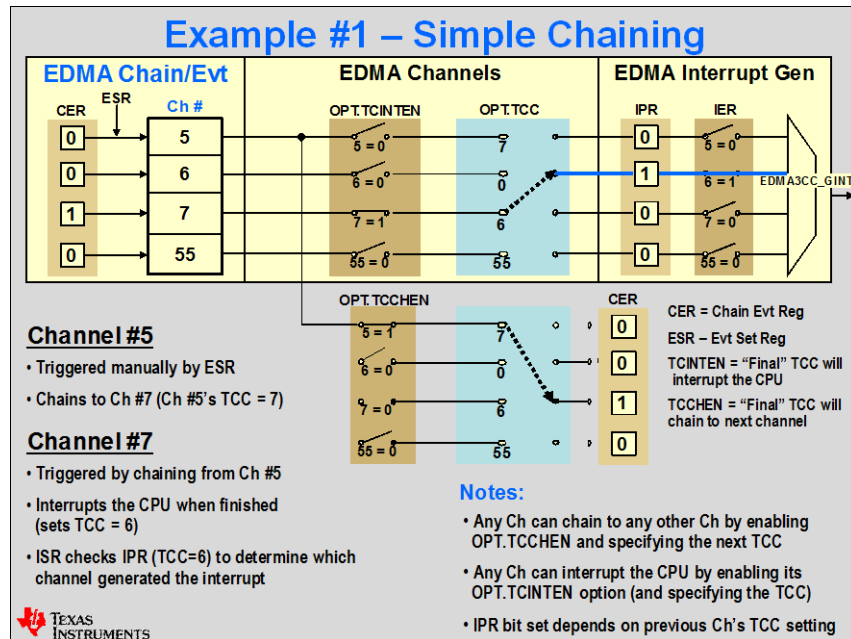 Example #1 – Simple Chaining
EDMA Chain/Evt
EDMA Channels
EDMA Interrupt Gen
ESR
CER
Ch #
OPT.TCINTEN
OPT.TCC
IPR
IER
0
5
5 = 0
7
0
5 = 0
0
6
6 = 0
0
1
6 = 1
EDMA3CC_GINT
1
7
7 = 1
6
0
7 = 0
0
55
55 = 0
55
0
55 = 0
OPT.TCCHEN
CER
5 = 1
7
0
6 = 0
0
0
7 = 0
6
1
55 = 0
55
0
CER = Chain Evt Reg
ESR – Evt Set Reg
TCINTEN = “Final” TCC will
interrupt the CPU
TCCHEN = “Final” TCC will
chain to next channel
Channel #5
• Triggered manually by ESR
• Chains to Ch #7 (Ch #5’s TCC = 7)
Channel #7
• Triggered by chaining from Ch #5
• Interrupts the CPU when finished
(sets TCC = 6)
• ISR checks IPR (TCC=6) to determine which
channel generated the interrupt
Notes:
• Any Ch can chain to any other Ch by enabling
OPT.TCCHEN and specifying the next TCC
• Any Ch can interrupt the CPU by enabling its
OPT.TCINTEN option (and specifying the TCC)
• IPR bit set depends on previous Ch’s TCC setting
TEXAS
INSTRUMENTS